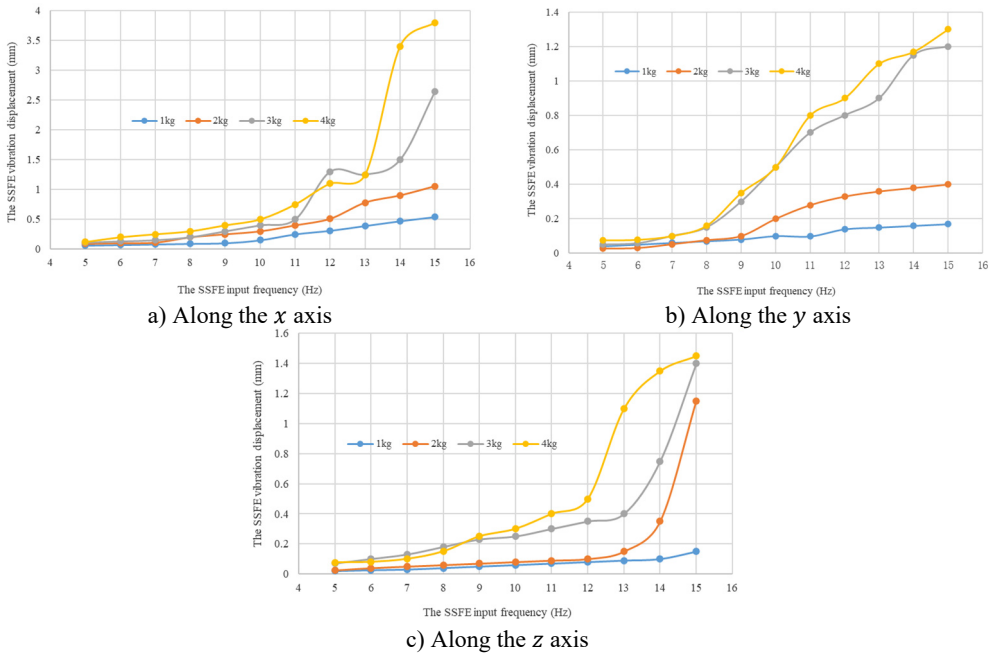 The SSFE vibration displacement (mm)
4
3.5
3
2.5
2
1.5
1
0.5
0
1kg 2kg 3kg 4kg
4 5 6 7 8 9 10 11 12 13 14 15 16
The SSFE input frequency (Hz)
a) Along the x axis
The SSFE vibration displacement (mm)
1.4
1.2
1
0.8
0.6
0.4
0.2
0
1kg 2kg 3kg 4kg
4 5 6 7 8 9 10 11 12 13 14 15 16
The SSFE input frequency (Hz)
b) Along the y axis
The SSFE vibration displacement (mm)
1.6
1.4
1.2
1
0.8
0.6
0.4
0.2
0
1kg 2kg 3kg 4kg
4 5 6 7 8 9 10 11 12 13 14 15 16
The SSFE input frequency (Hz)
c) Along the z axis